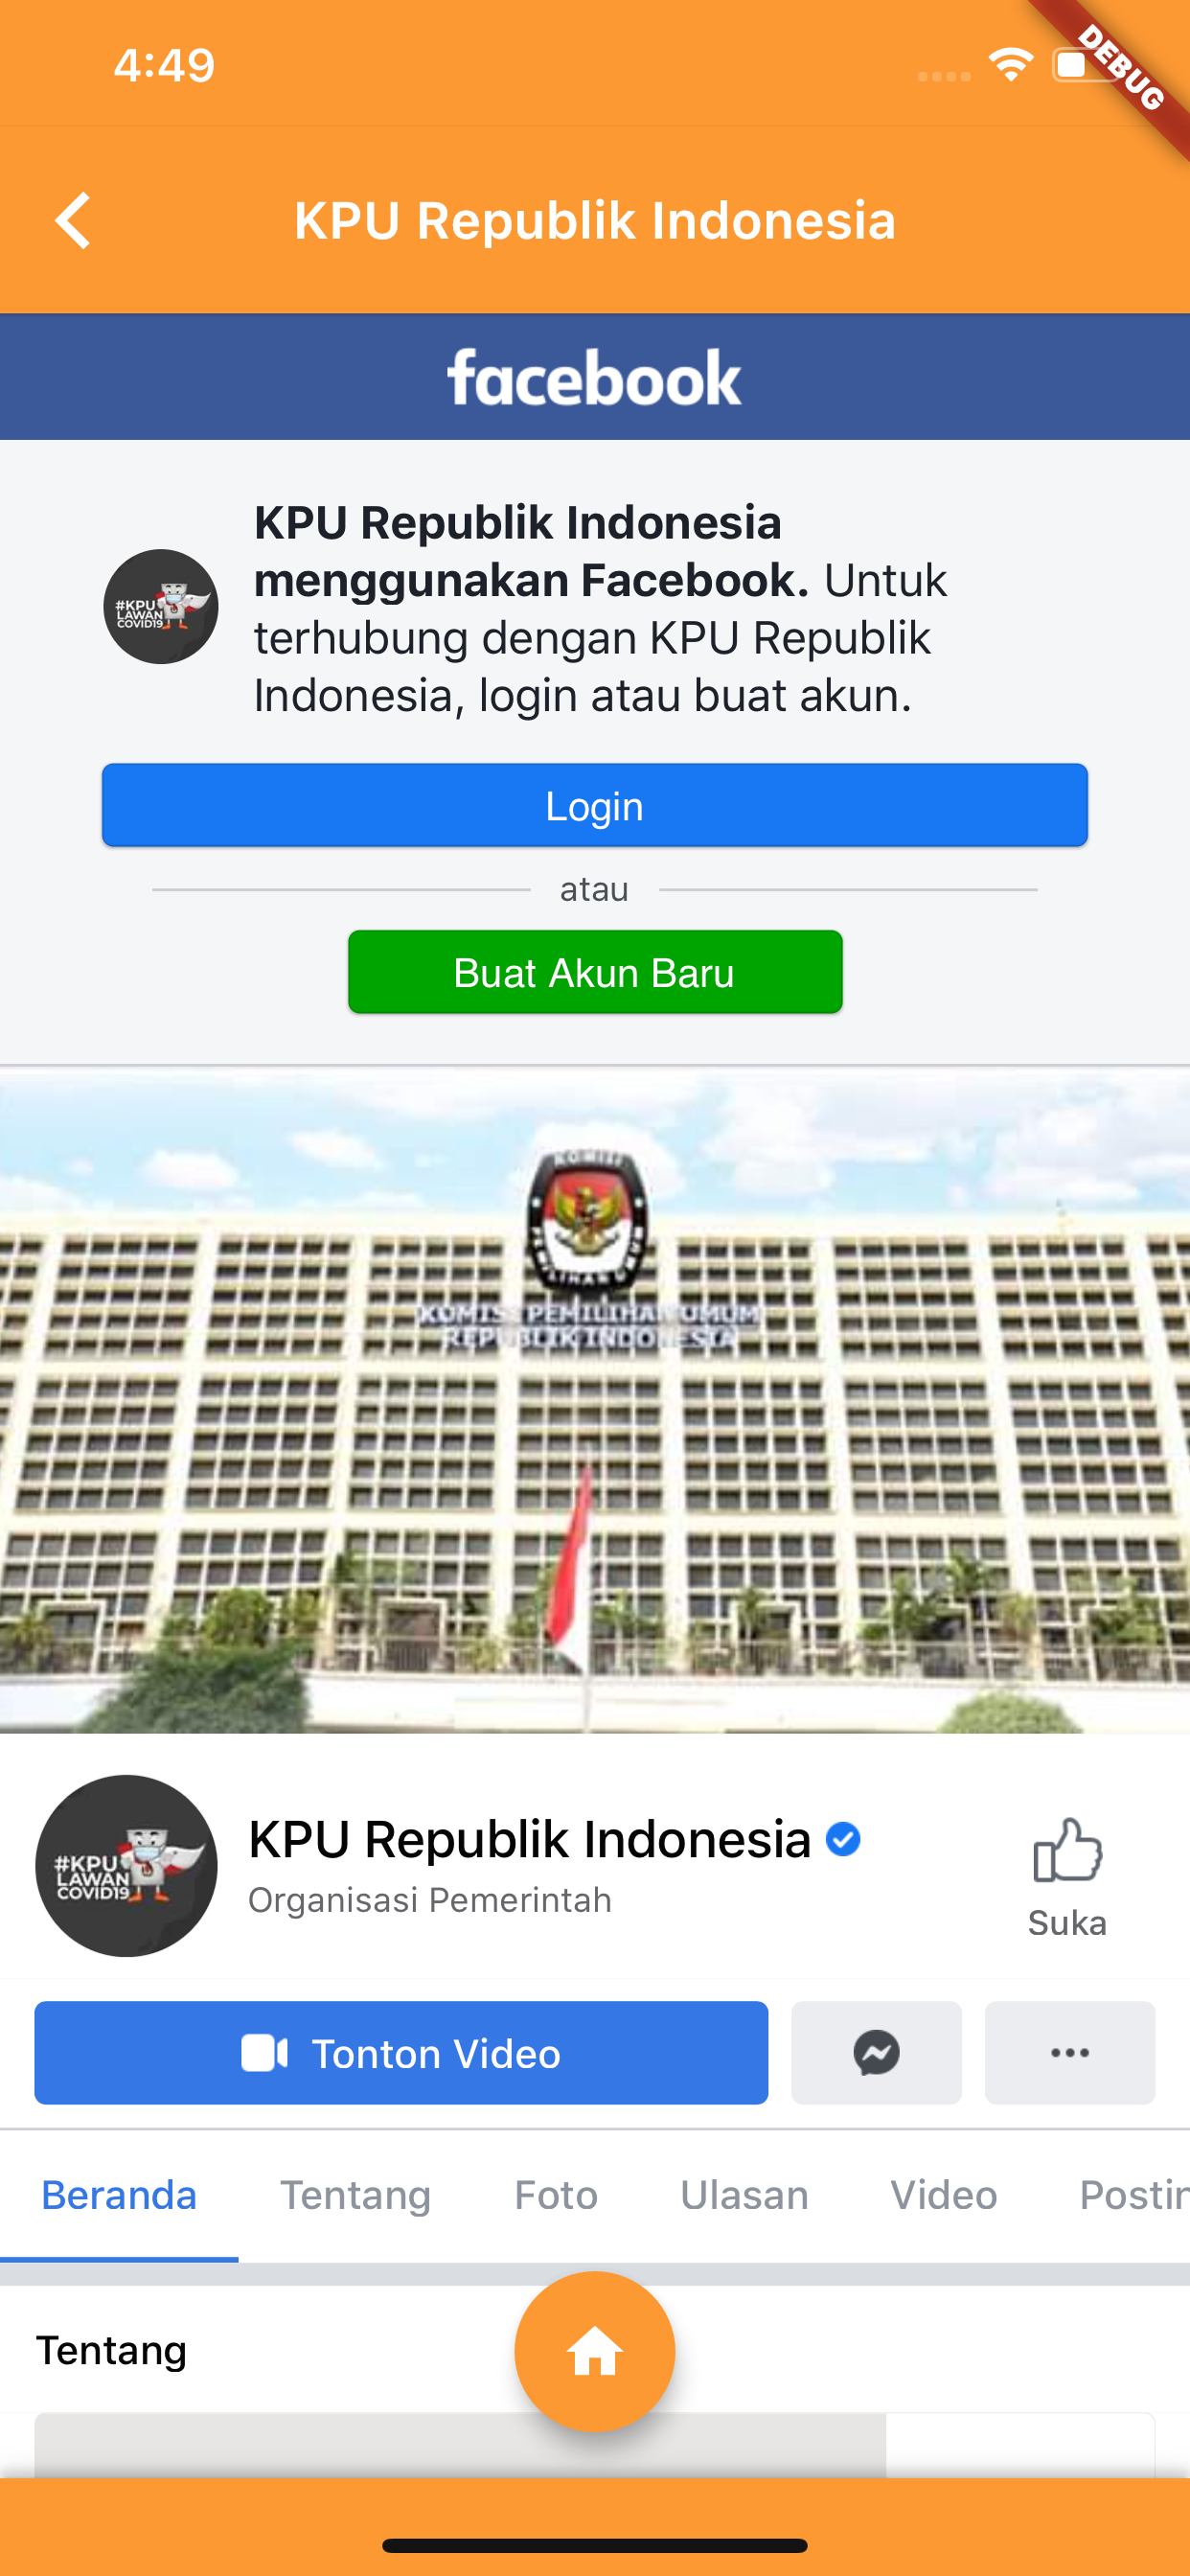 4:49
DEBUG
KPU Republik Indonesia
facebook
KPU Republik Indonesia
menggunakan Facebook. Untuk
terhubung dengan KPU Republik
Indonesia, login atau buat akun.
#KPU
LAWAN
COVID19
Login
atau
Buat Akun Baru
KOMISI
PEMILIHAN UMUM
KOMISI PEMILIHAN UMUM
REPUBLIK INDONESIA
#KPU
LAWAN
COVID19
KPU Republik Indonesia
Organisasi Pemerintah
Suka
Tonton Video
Beranda Tentang Foto Ulasan Video Postin
Tentang